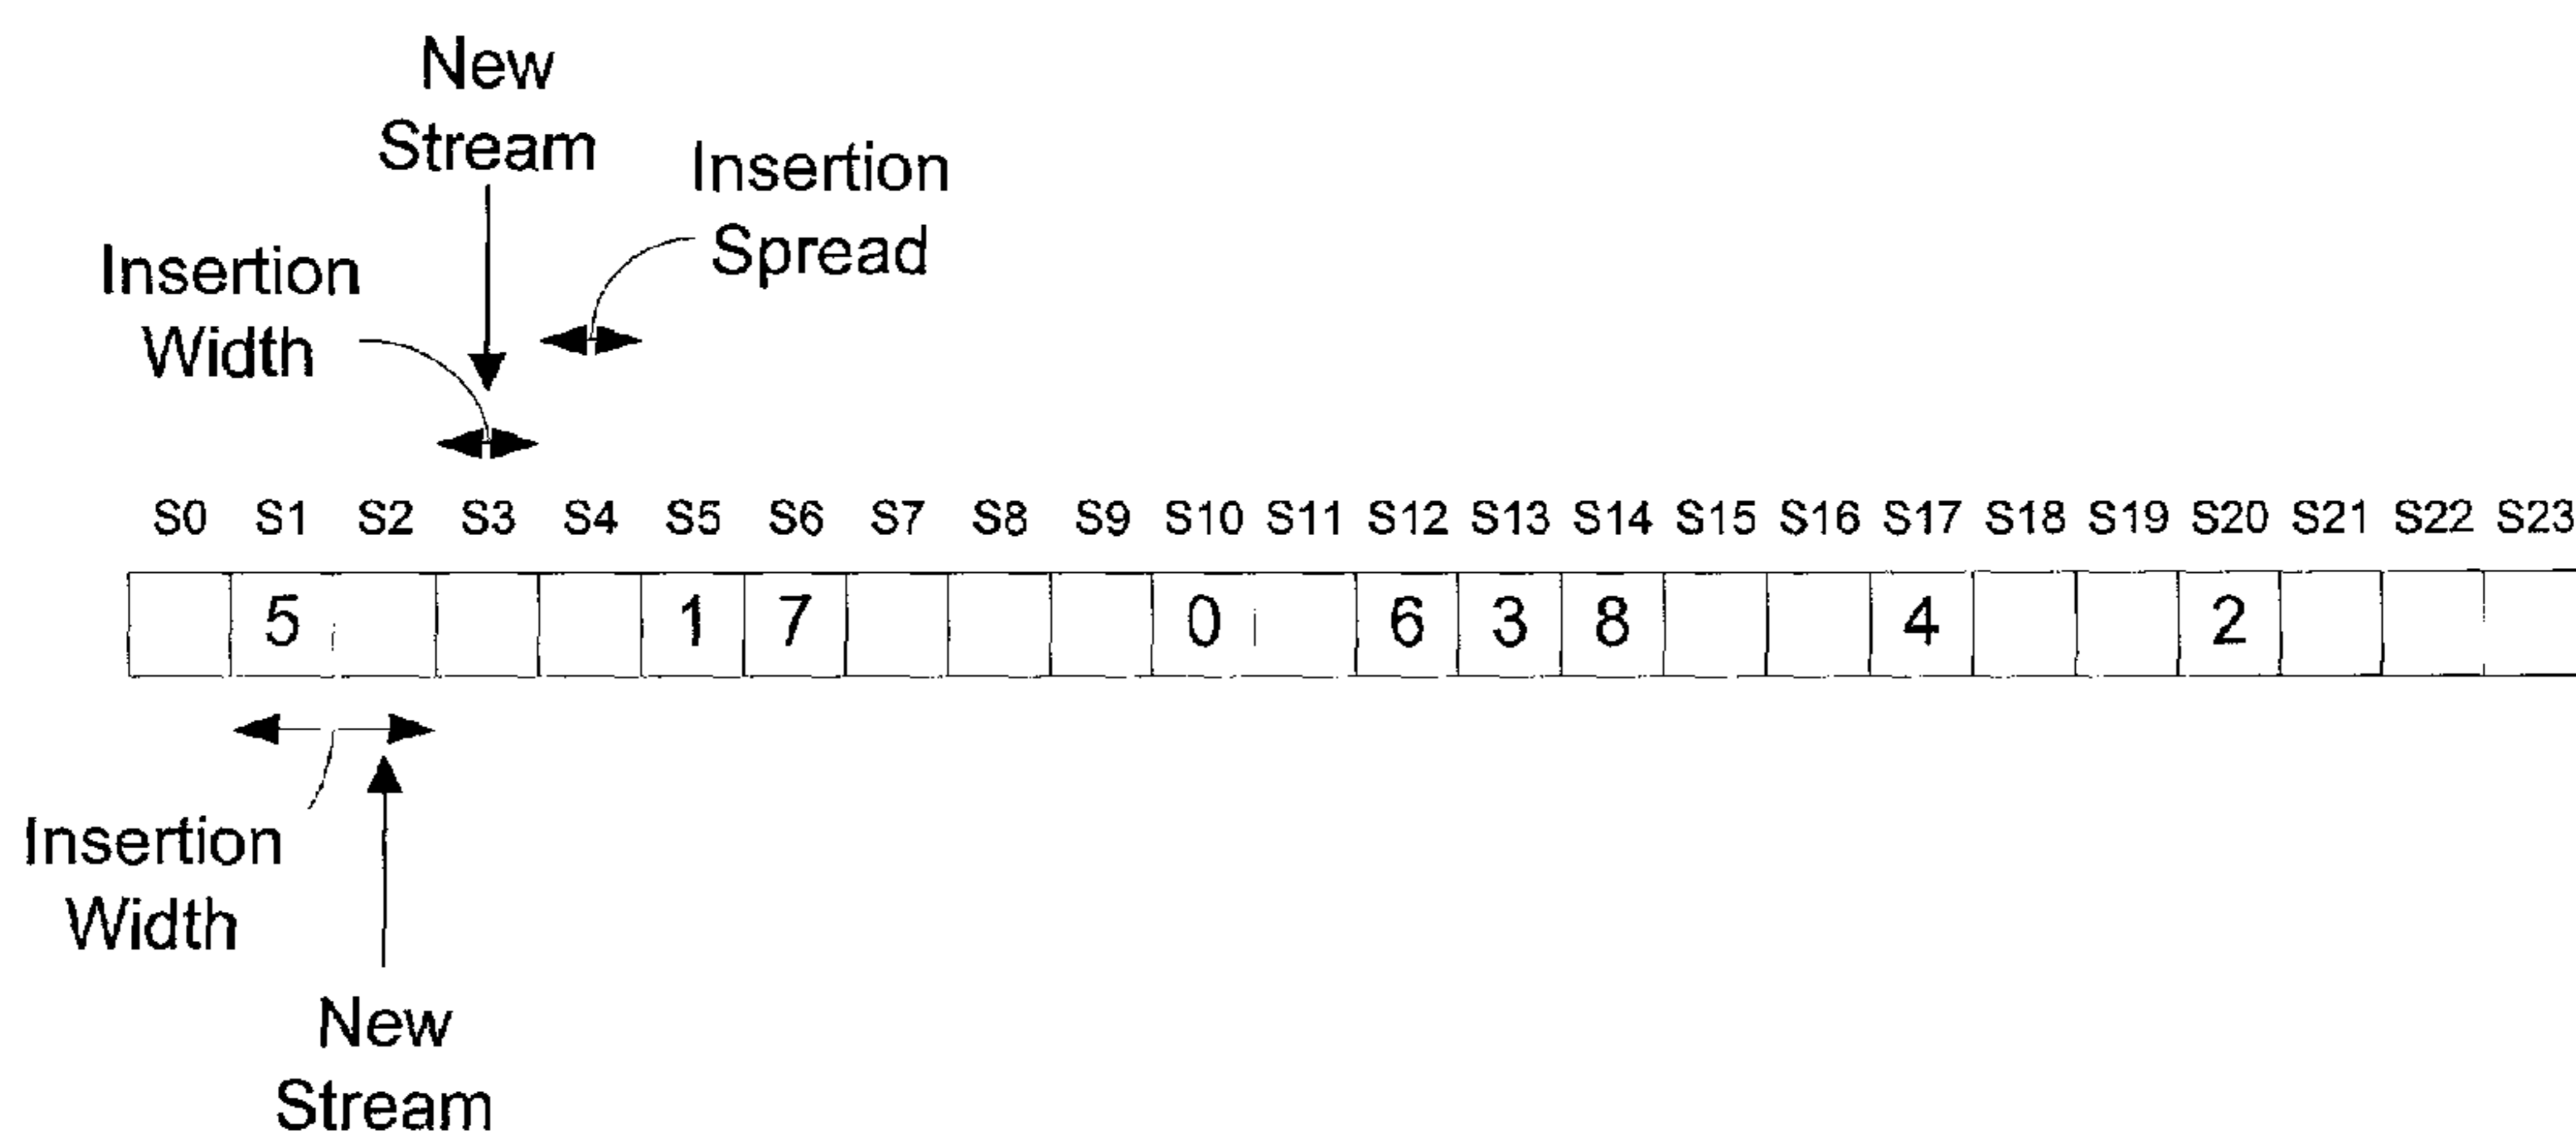 New
Stream
Insertion
Spread
Insertion
Width
S0 S1 S2 S3 S4 S5 S6 S7 S8 S9 S10 S11 S12 S13 S14 S15 S16 S17 S18 S19 S20 S21 S22 S23
5 1 7 0 6 3 8 4 2
Insertion
Width
New
Stream